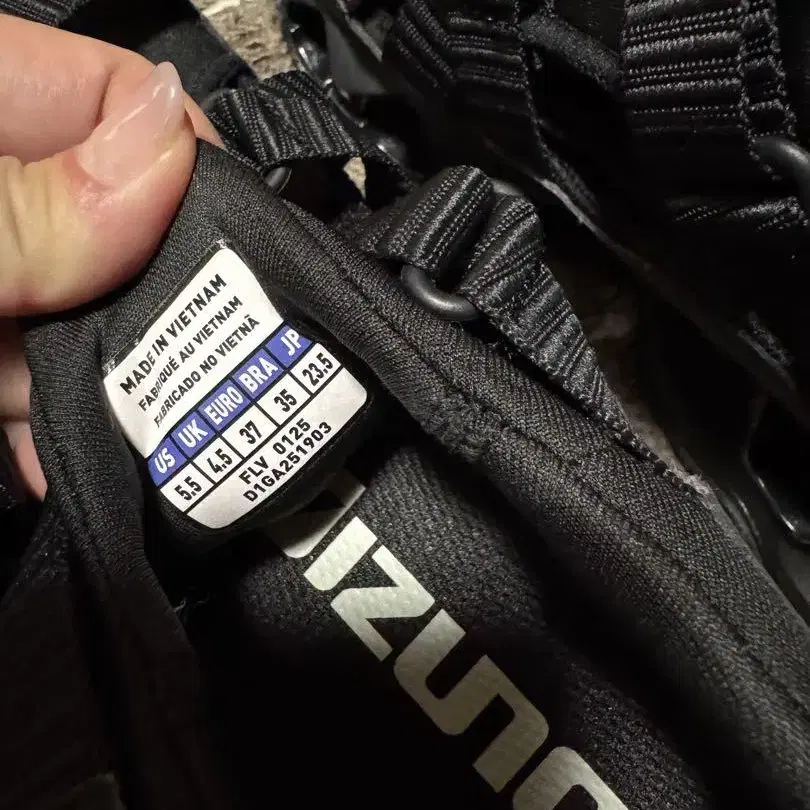 MADE IN VIETNAM
FABRIQUÉ AU VIETNAM
FABRICADO NO VIETNÃ
US UK EURO BRA JP
5.5 4.5 37 35 23.5
FLV 0125
D1GA251903
IZUNO